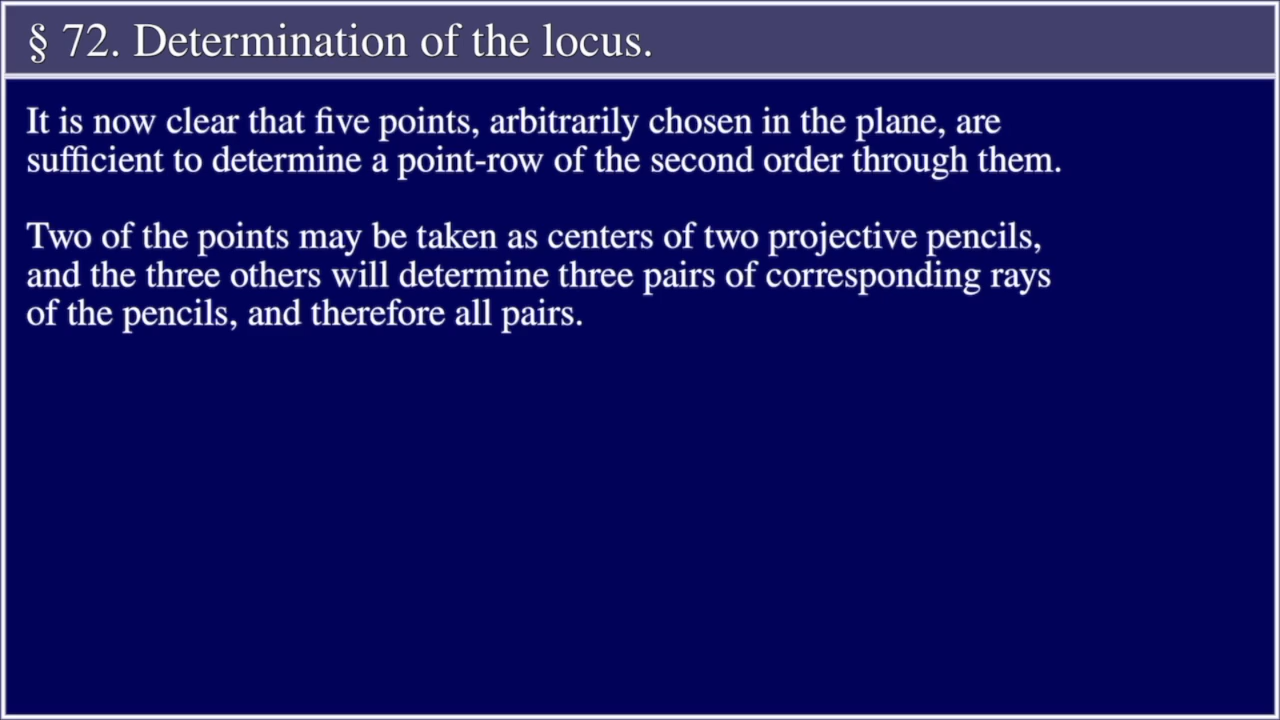 § 72. Determination of the locus.
It is now clear that five points, arbitrarily chosen in the plane, are
sufficient to determine a point-row of the second order through them.
Two of the points may be taken as centers of two projective pencils,
and the three others will determine three pairs of corresponding rays
of the pencils, and therefore all pairs.